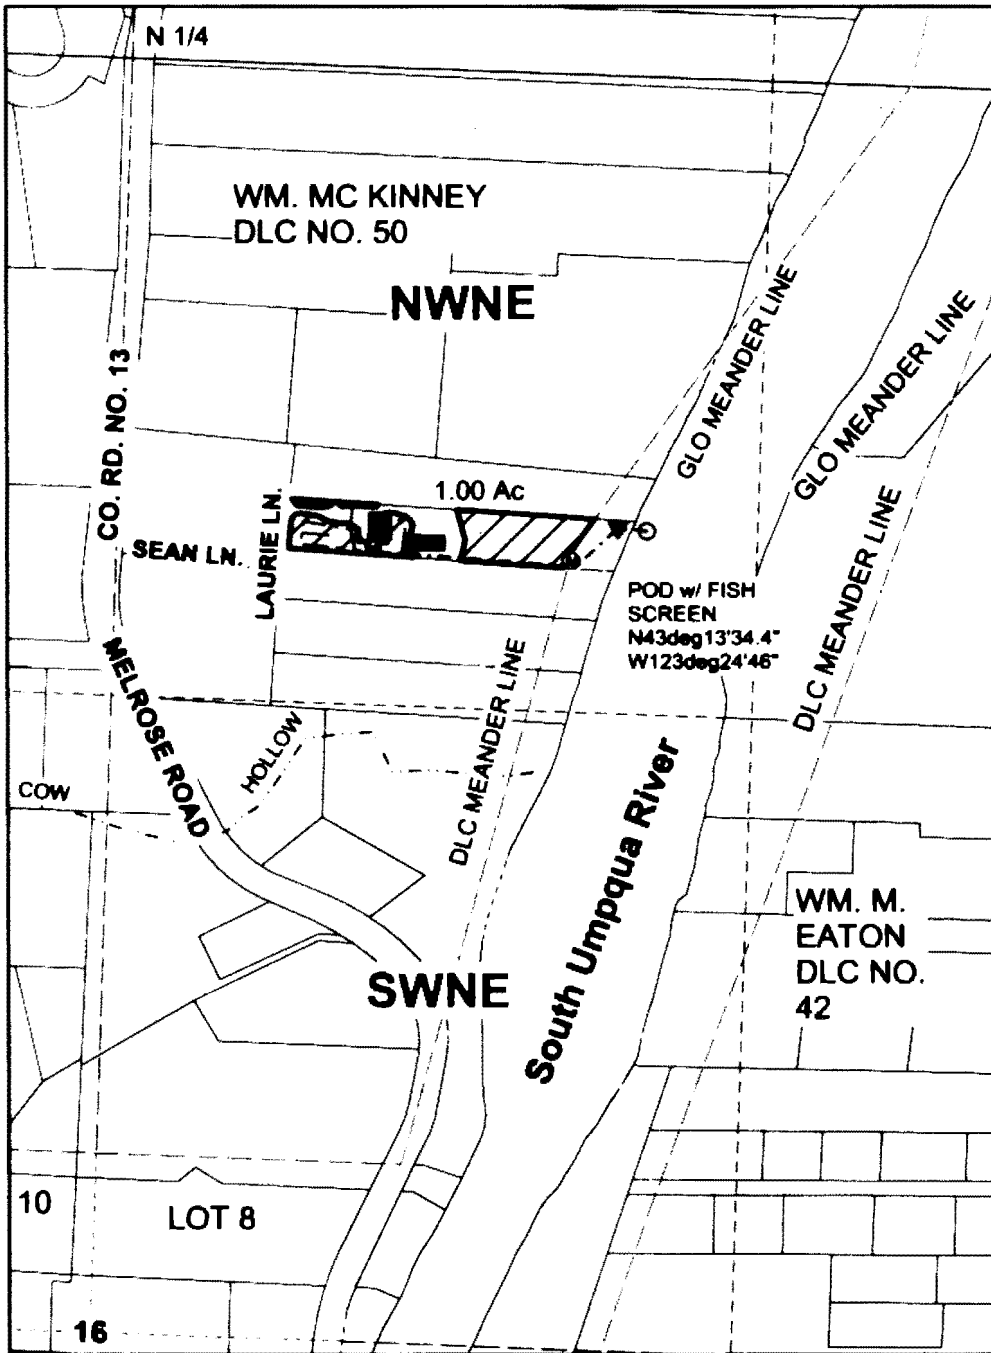 N 1/4
WM. MC KINNEY
DLC NO. 50
NWNE
GLO MEANDER LINE
GLO MEANDER LINE
CO. RD. NO. 13
1.00 Ac
LAURIE LN.
SEAN LN.
POD w/ FISH
SCREEN
N43deg13'34.4"
W123deg24'46"
DLC MEANDER LINE
DLC MEANDER LINE
MELROSE ROAD
HOLLOW
COW
South Umpqua River
WM. M.
EATON
DLC NO.
42
SWNE
10
LOT 8
16